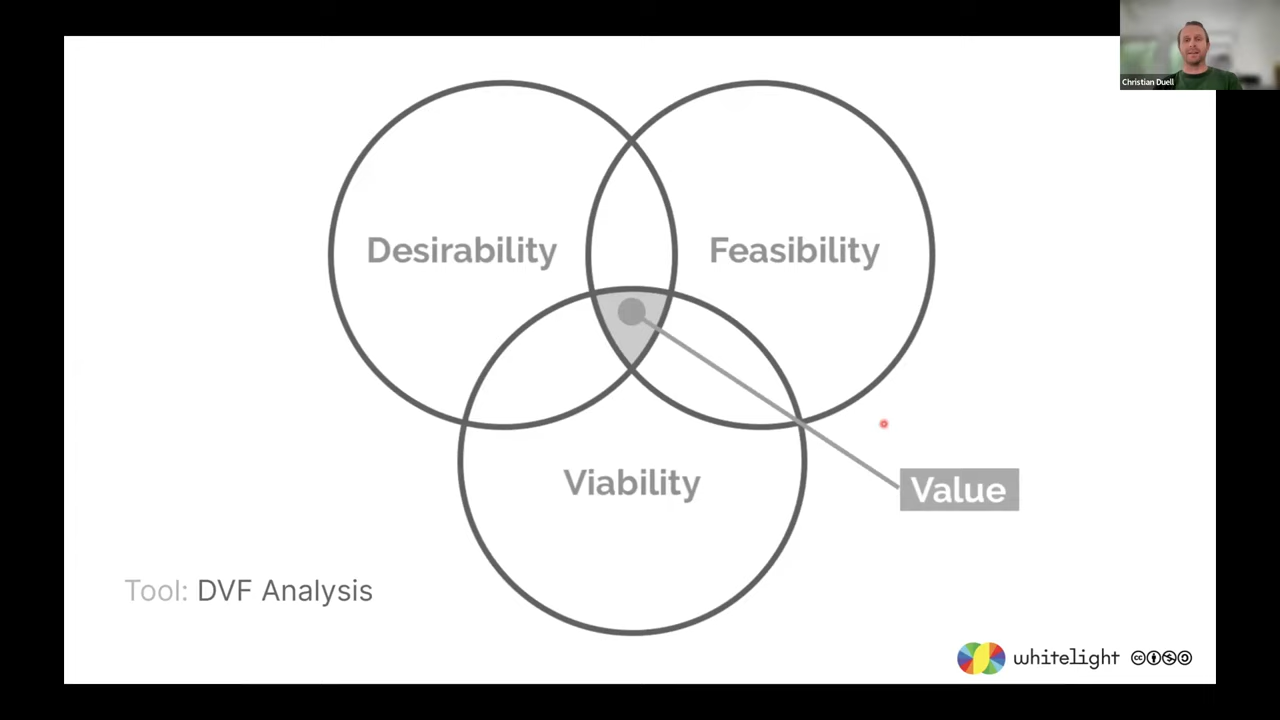 Christian Duell
Desirability
Feasibility
Viability
Value
Tool: DVF Analysis
whitelight